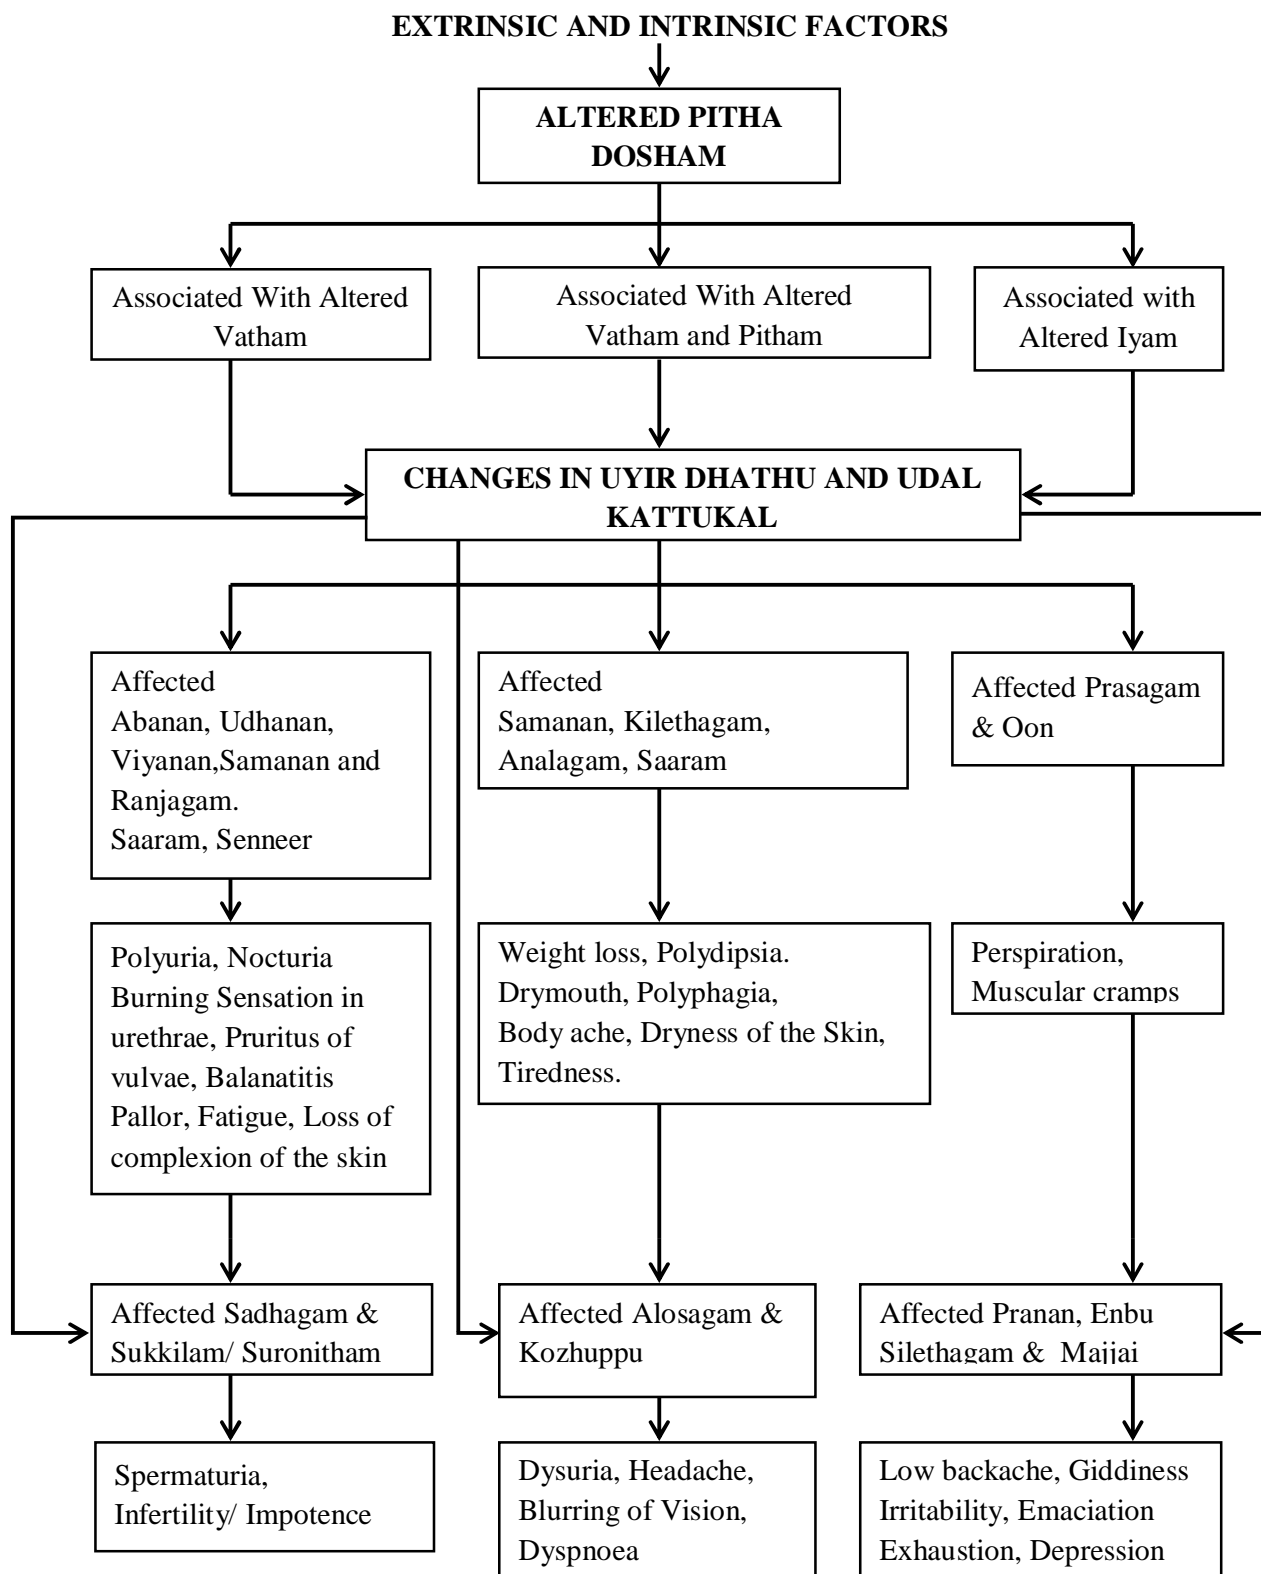 EXTRINSIC AND INTRINSIC FACTORS
ALTERED PITHA
DOSHAM
Associated With Altered
Vatham
Associated With Altered
Vatham and Pitham
Associated with
Altered Iyam
CHANGES IN UYIR DHATHU AND UDAL
KATTUKAL
Affected
Abanan, Udhanan,
Viyanan,Samanan and
Ranjagam.
Saaram, Senneer
Affected
Samanan, Kilethagam,
Analagam, Saaram
Affected Prasagam
& Oon
Polyuria, Nocturia
Burning Sensation in
urethrae, Pruritus of
vulvae, Balanatitis
Pallor, Fatigue, Loss of
complexion of the skin
Weight loss, Polydipsia.
Drymouth, Polyphagia,
Body ache, Dryness of the Skin,
Tiredness.
Perspiration,
Muscular cramps
Affected Sadhagam &
Sukkilam/ Suronitham
Affected Alosagam &
Kozhuppu
Affected Pranan, Enbu
Silethagam & Majjai
Spermaturia,
Infertility/ Impotence
Dysuria, Headache,
Blurring of Vision,
Dyspnoea
Low backache, Giddiness
Irritability, Emaciation
Exhaustion, Depression